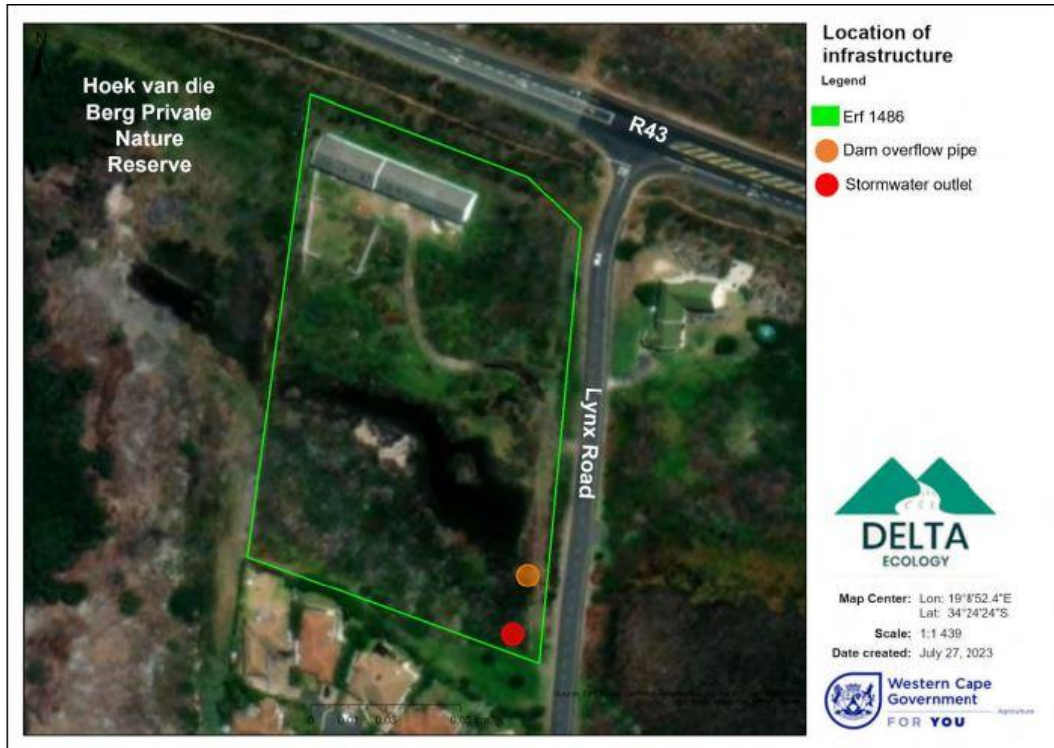 N
Hoek van die
Berg Private
Nature
Reserve
R43
Lynx Road
Location of
infrastructure
Legend
Erf 1486
Dam overflow pipe
Stormwater outlet
DELTA
ECOLOGY
Map Center: Lon: 19°8'52.4"E
Lat: 34°24'24"S
Scale: 1:1 439
Date created: July 27, 2023
Western Cape
Government
Agriculture
FOR YOU